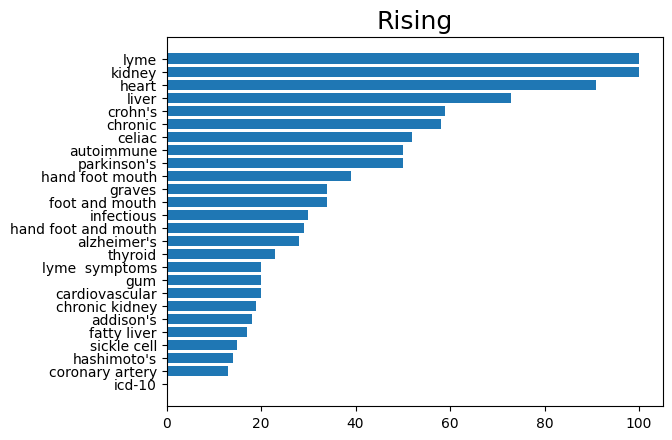 Rising
lyme
kidney
heart
liver
crohn's
chronic
celiac
autoimmune
parkinson's
hand foot mouth
graves
foot and mouth
infectious
hand foot and mouth
alzheimer's
thyroid
lyme  symptoms
gum
cardiovascular
chronic kidney
addison's
fatty liver
sickle cell
hashimoto's
coronary artery
icd-10
0 20 40 60 80 100